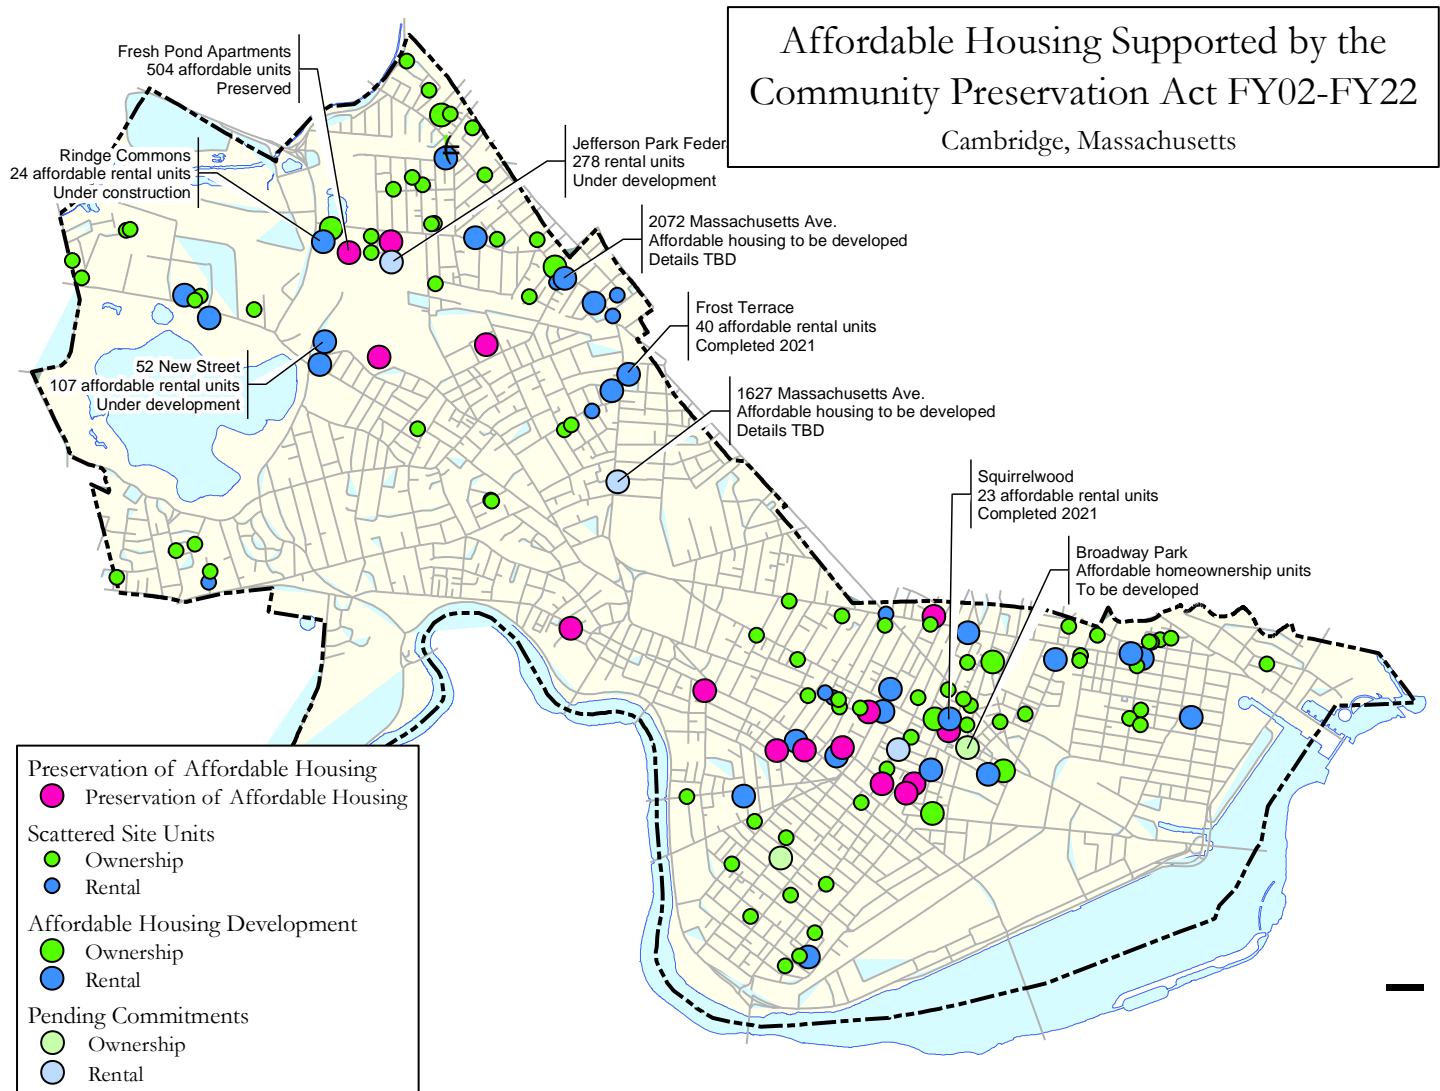 Affordable Housing Supported by the
Community Preservation Act FY02-FY22
Cambridge, Massachusetts
Fresh Pond Apartments
504 affordable units
Preserved
Rindge Commons
24 affordable rental units
Under construction
Jefferson Park Feder
278 rental units
Under development
2072 Massachusetts Ave.
Affordable housing to be developed
Details TBD
Frost Terrace
40 affordable rental units
Completed 2021
52 New Street
107 affordable rental units
Under development
1627 Massachusetts Ave.
Affordable housing to be developed
Details TBD
Squirrelwood
23 affordable rental units
Completed 2021
Broadway Park
Affordable homeownership units
To be developed
Preservation of Affordable Housing
Preservation of Affordable Housing
Scattered Site Units
Ownership
Rental
Affordable Housing Development
Ownership
Rental
Pending Commitments
Ownership
Rental